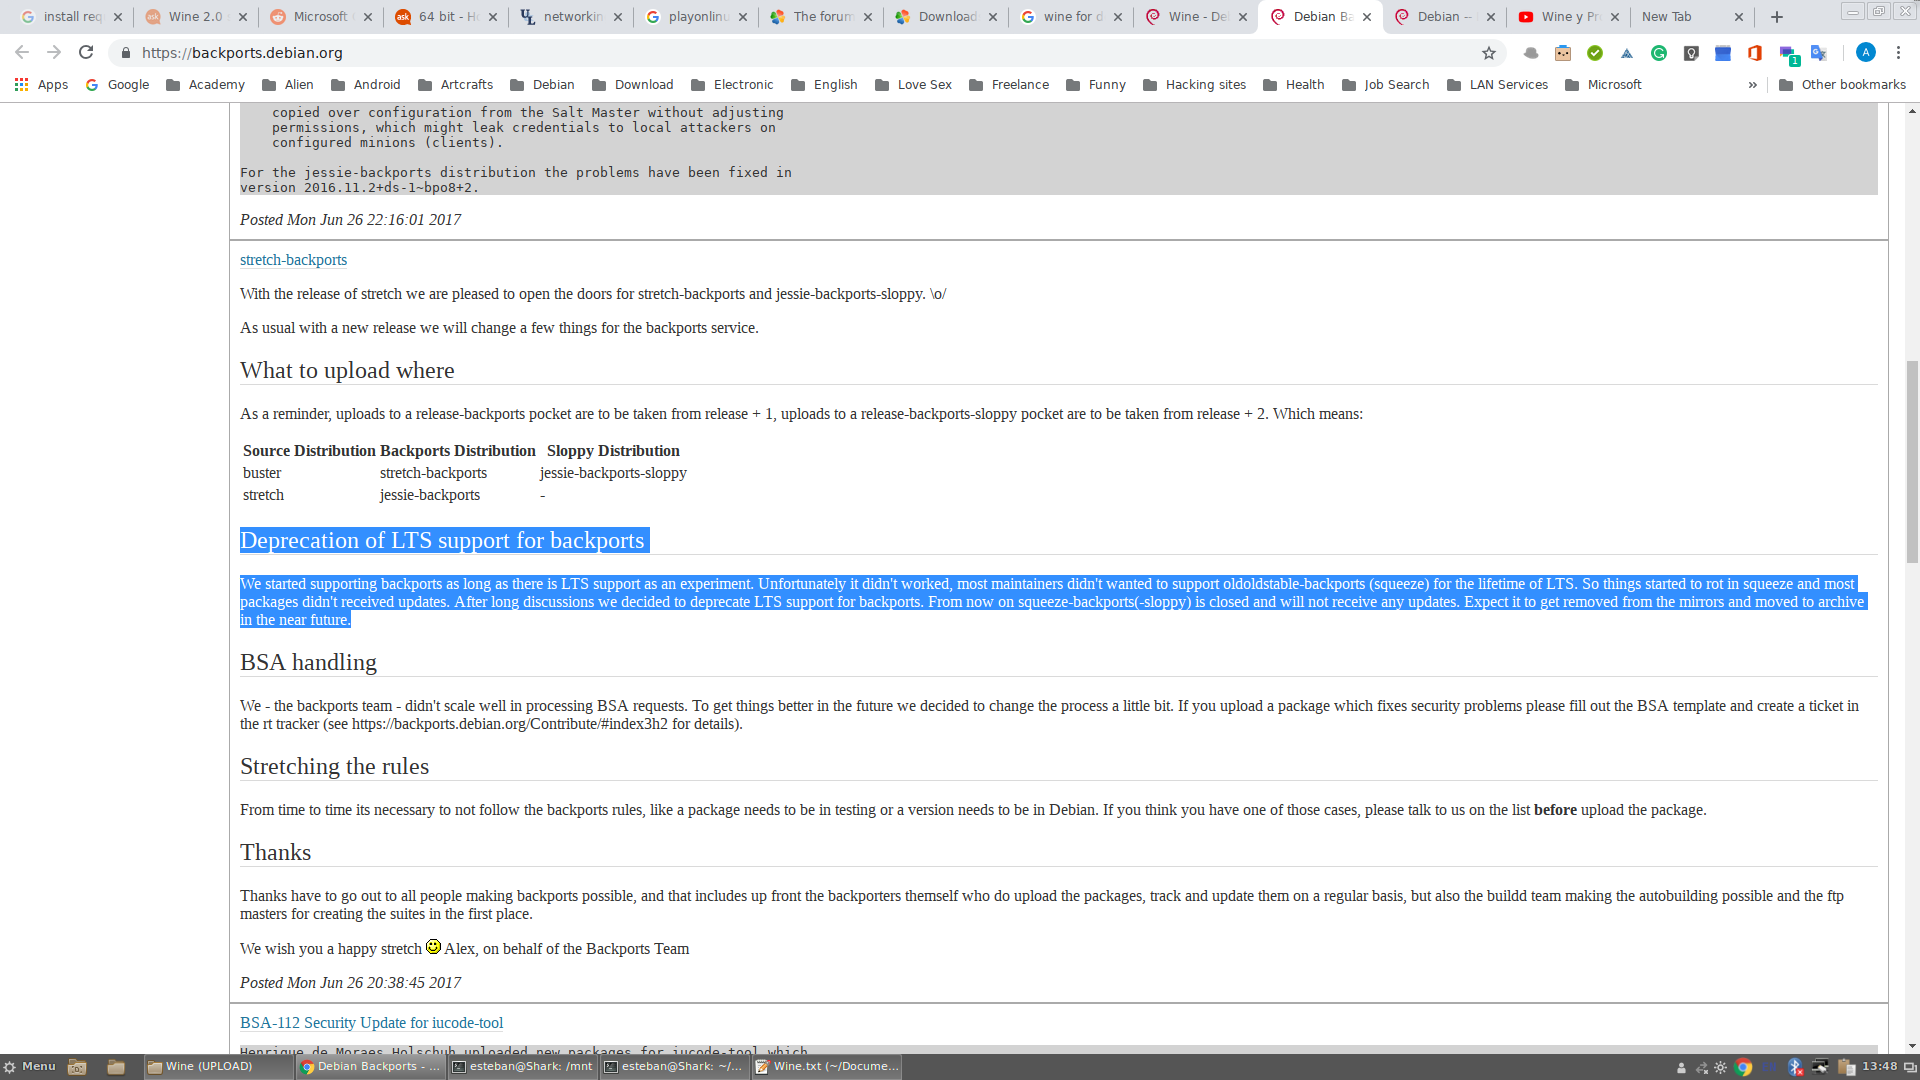 install req
Wine 2.0
Microsoft
64 bit - Ho
networkin
playonlinu
The forum
Download
wine for d
Wine - Deb
Debian Ba
Debian --
Wine y Pr
New Tab
https://backports.debian.org
A
1
Apps
Google
Academy
Alien
Android
Artcrafts
Debian
Download
Electronic
English
Love Sex
Freelance
Funny
Hacking sites
Health
Job Search
LAN Services
Microsoft
»
Other bookmarks
copied over configuration from the Salt Master without adjusting
permissions, which might leak credentials to local attackers on
configured minions (clients).
For the jessie-backports distribution the problems have been fixed in
version 2016.11.2+ds-1~bpo8+2.
Posted Mon Jun 26 22:16:01 2017
stretch-backports
With the release of stretch we are pleased to open the doors for stretch-backports and jessie-backports-sloppy. \o/
As usual with a new release we will change a few things for the backports service.
What to upload where
As a reminder, uploads to a release-backports pocket are to be taken from release + 1, uploads to a release-backports-sloppy pocket are to be taken from release + 2. Which means:
Source Distribution Backports Distribution Sloppy Distribution
buster stretch-backports jessie-backports-sloppy
stretch jessie-backports -
Deprecation of LTS support for backports
We started supporting backports as long as there is LTS support as an experiment. Unfortunately it didn't worked, most maintainers didn't wanted to support oldoldstable-backports (squeeze) for the lifetime of LTS. So things started to rot in squeeze and most
packages didn't received updates. After long discussions we decided to deprecate LTS support for backports. From now on squeeze-backports(-sloppy) is closed and will not receive any updates. Expect it to get removed from the mirrors and moved to archive
in the near future.
BSA handling
We - the backports team - didn't scale well in processing BSA requests. To get things better in the future we decided to change the process a little bit. If you upload a package which fixes security problems please fill out the BSA template and create a ticket in
the rt tracker (see https://backports.debian.org/Contribute/#index3h2 for details).
Stretching the rules
From time to time its necessary to not follow the backports rules, like a package needs to be in testing or a version needs to be in Debian. If you think you have one of those cases, please talk to us on the list before upload the package.
Thanks
Thanks have to go out to all people making backports possible, and that includes up front the backporters themself who do upload the packages, track and update them on a regular basis, but also the buildd team making the autobuilding possible and the ftp
masters for creating the suites in the first place.
We wish you a happy stretch Alex, on behalf of the Backports Team
Posted Mon Jun 26 20:38:45 2017
BSA-112 Security Update for iucode-tool
Henrique de Moraes Holschuh uploaded new packages for iucode-tool which
Menu
Wine (UPLOAD)
Debian Backports - ...
esteban@Shark: /mnt
esteban@Shark: ~/...
Wine.txt (~/Docume...
13:48